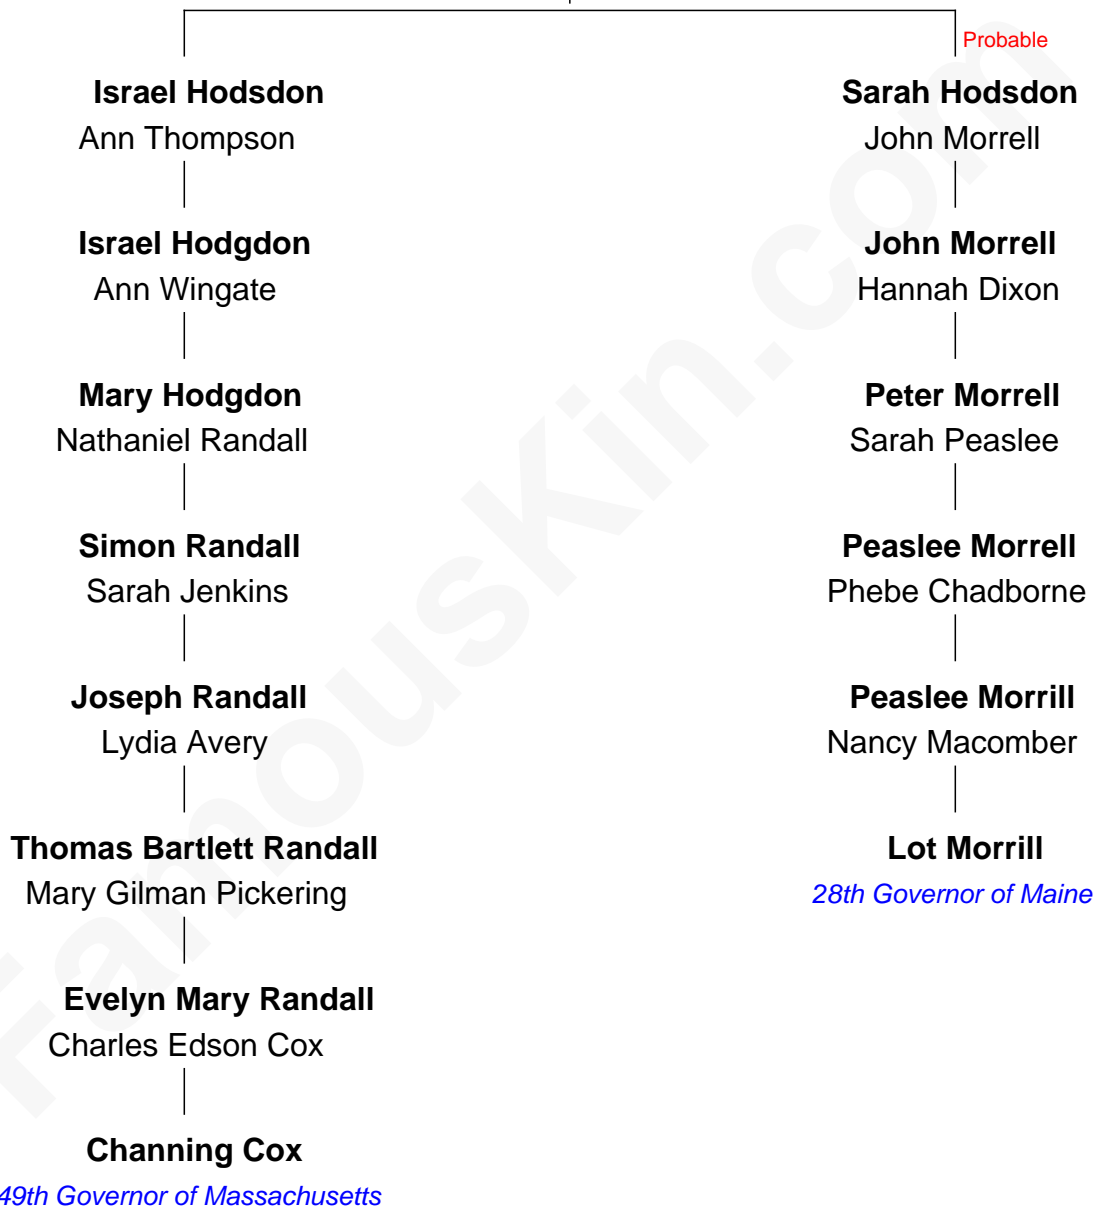 Probable
Israel Hodsdon
Ann Thompson
Sarah Hodsdon
John Morrell
Israel Hodgdon
Ann Wingate
John Morrell
Hannah Dixon
Mary Hodgdon
Nathaniel Randall
Peter Morrell
Sarah Peaslee
Simon Randall
Sarah Jenkins
Peaslee Morrell
Phebe Chadborne
Joseph Randall
Lydia Avery
Peaslee Morrill
Nancy Macomber
Thomas Bartlett Randall
Mary Gilman Pickering
Lot Morrill
28th Governor of Maine
Evelyn Mary Randall
Charles Edson Cox
Channing Cox
49th Governor of Massachusetts
FamousKin.com